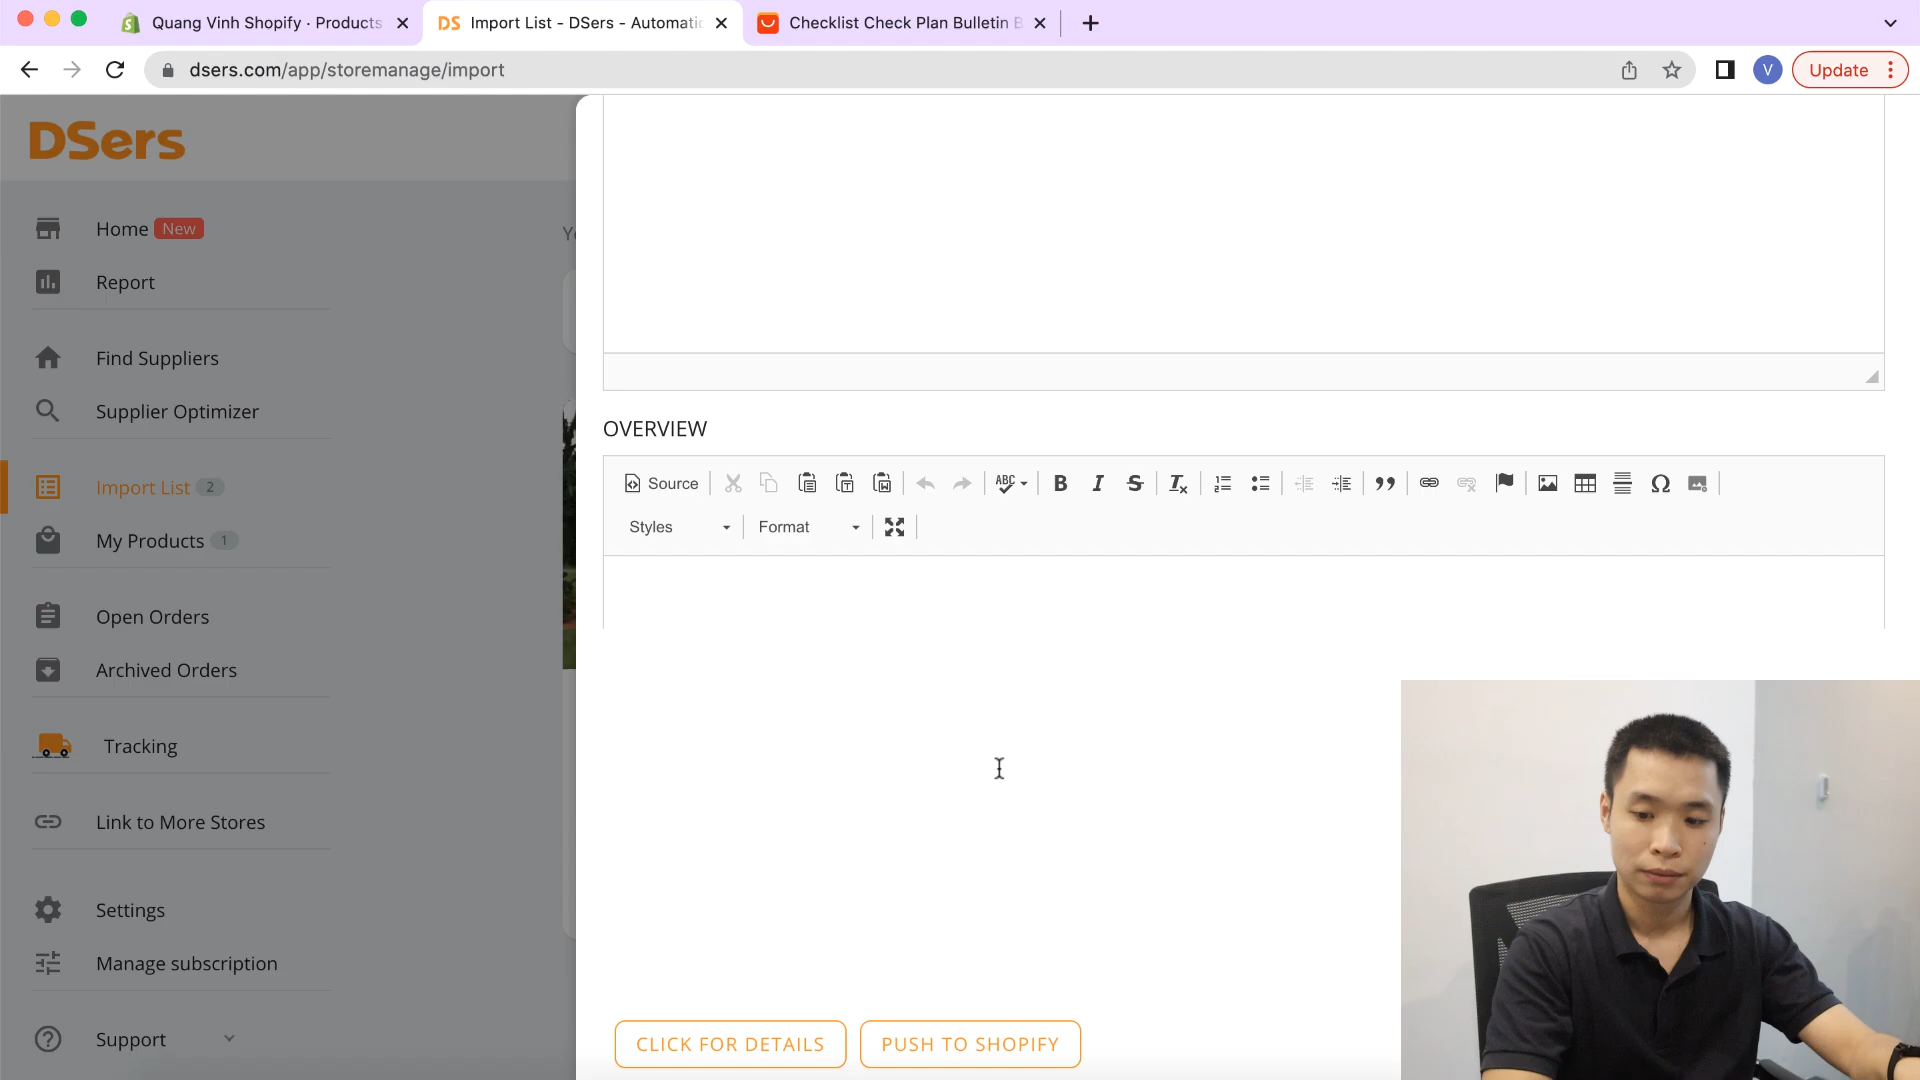 Quang Vinh Shopify · Products
Import List - DSers - Automatic
Checklist Check Plan Bulletin B
dsers.com/app/storemanage/import
V
Update
DSers
Home New
Report
Find Suppliers
Supplier Optimizer
Import List 2
My Products 1
Open Orders
Archived Orders
Tracking
Link to More Stores
Settings
Manage subscription
Support
OVERVIEW
Source
ABC
B I S
Styles
Format
CLICK FOR DETAILS
PUSH TO SHOPIFY